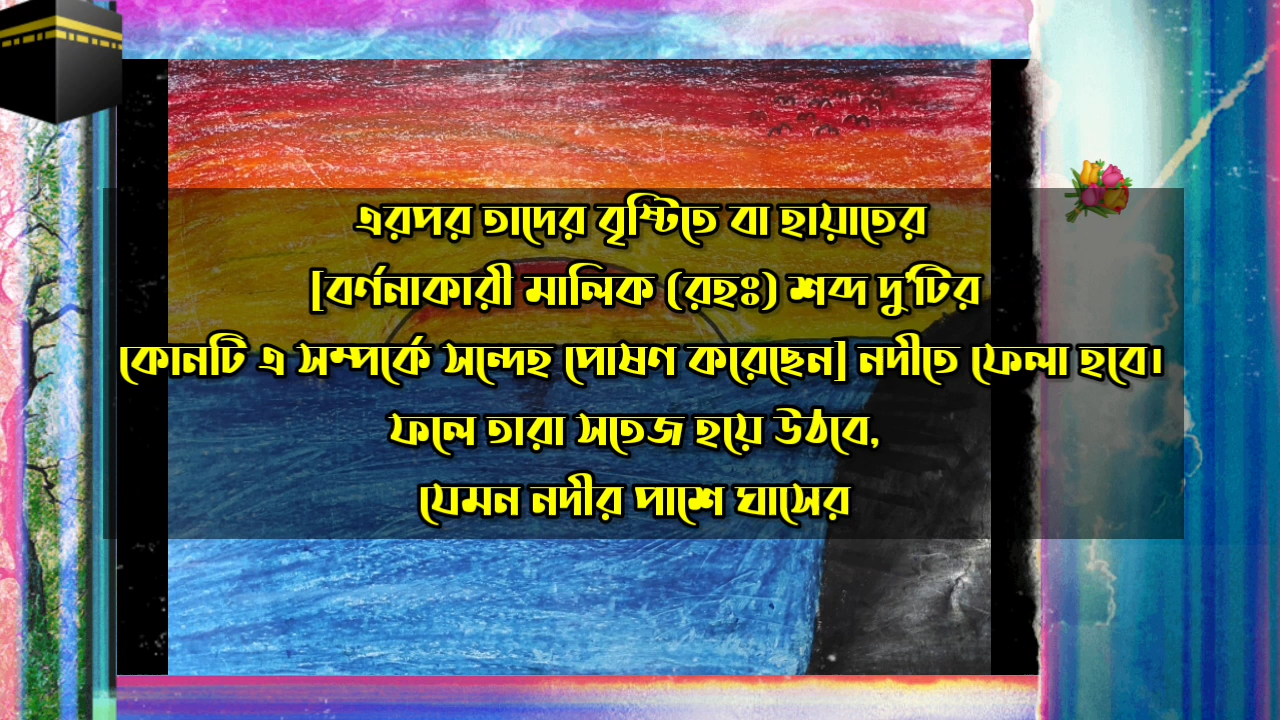 এরপর তাদের বৃষ্টিতে বা হায়াতের
[বর্ণনাকারী মালিক (রহঃ) শব্দ দু'টির
কোনটি এ সম্পর্কে সন্দেহ পোষণ করেছেন] নদীতে ফেলা হবে।
ফলে তারা সতেজ হয়ে উঠবে,
যেমন নদীর পাশে ঘাসের